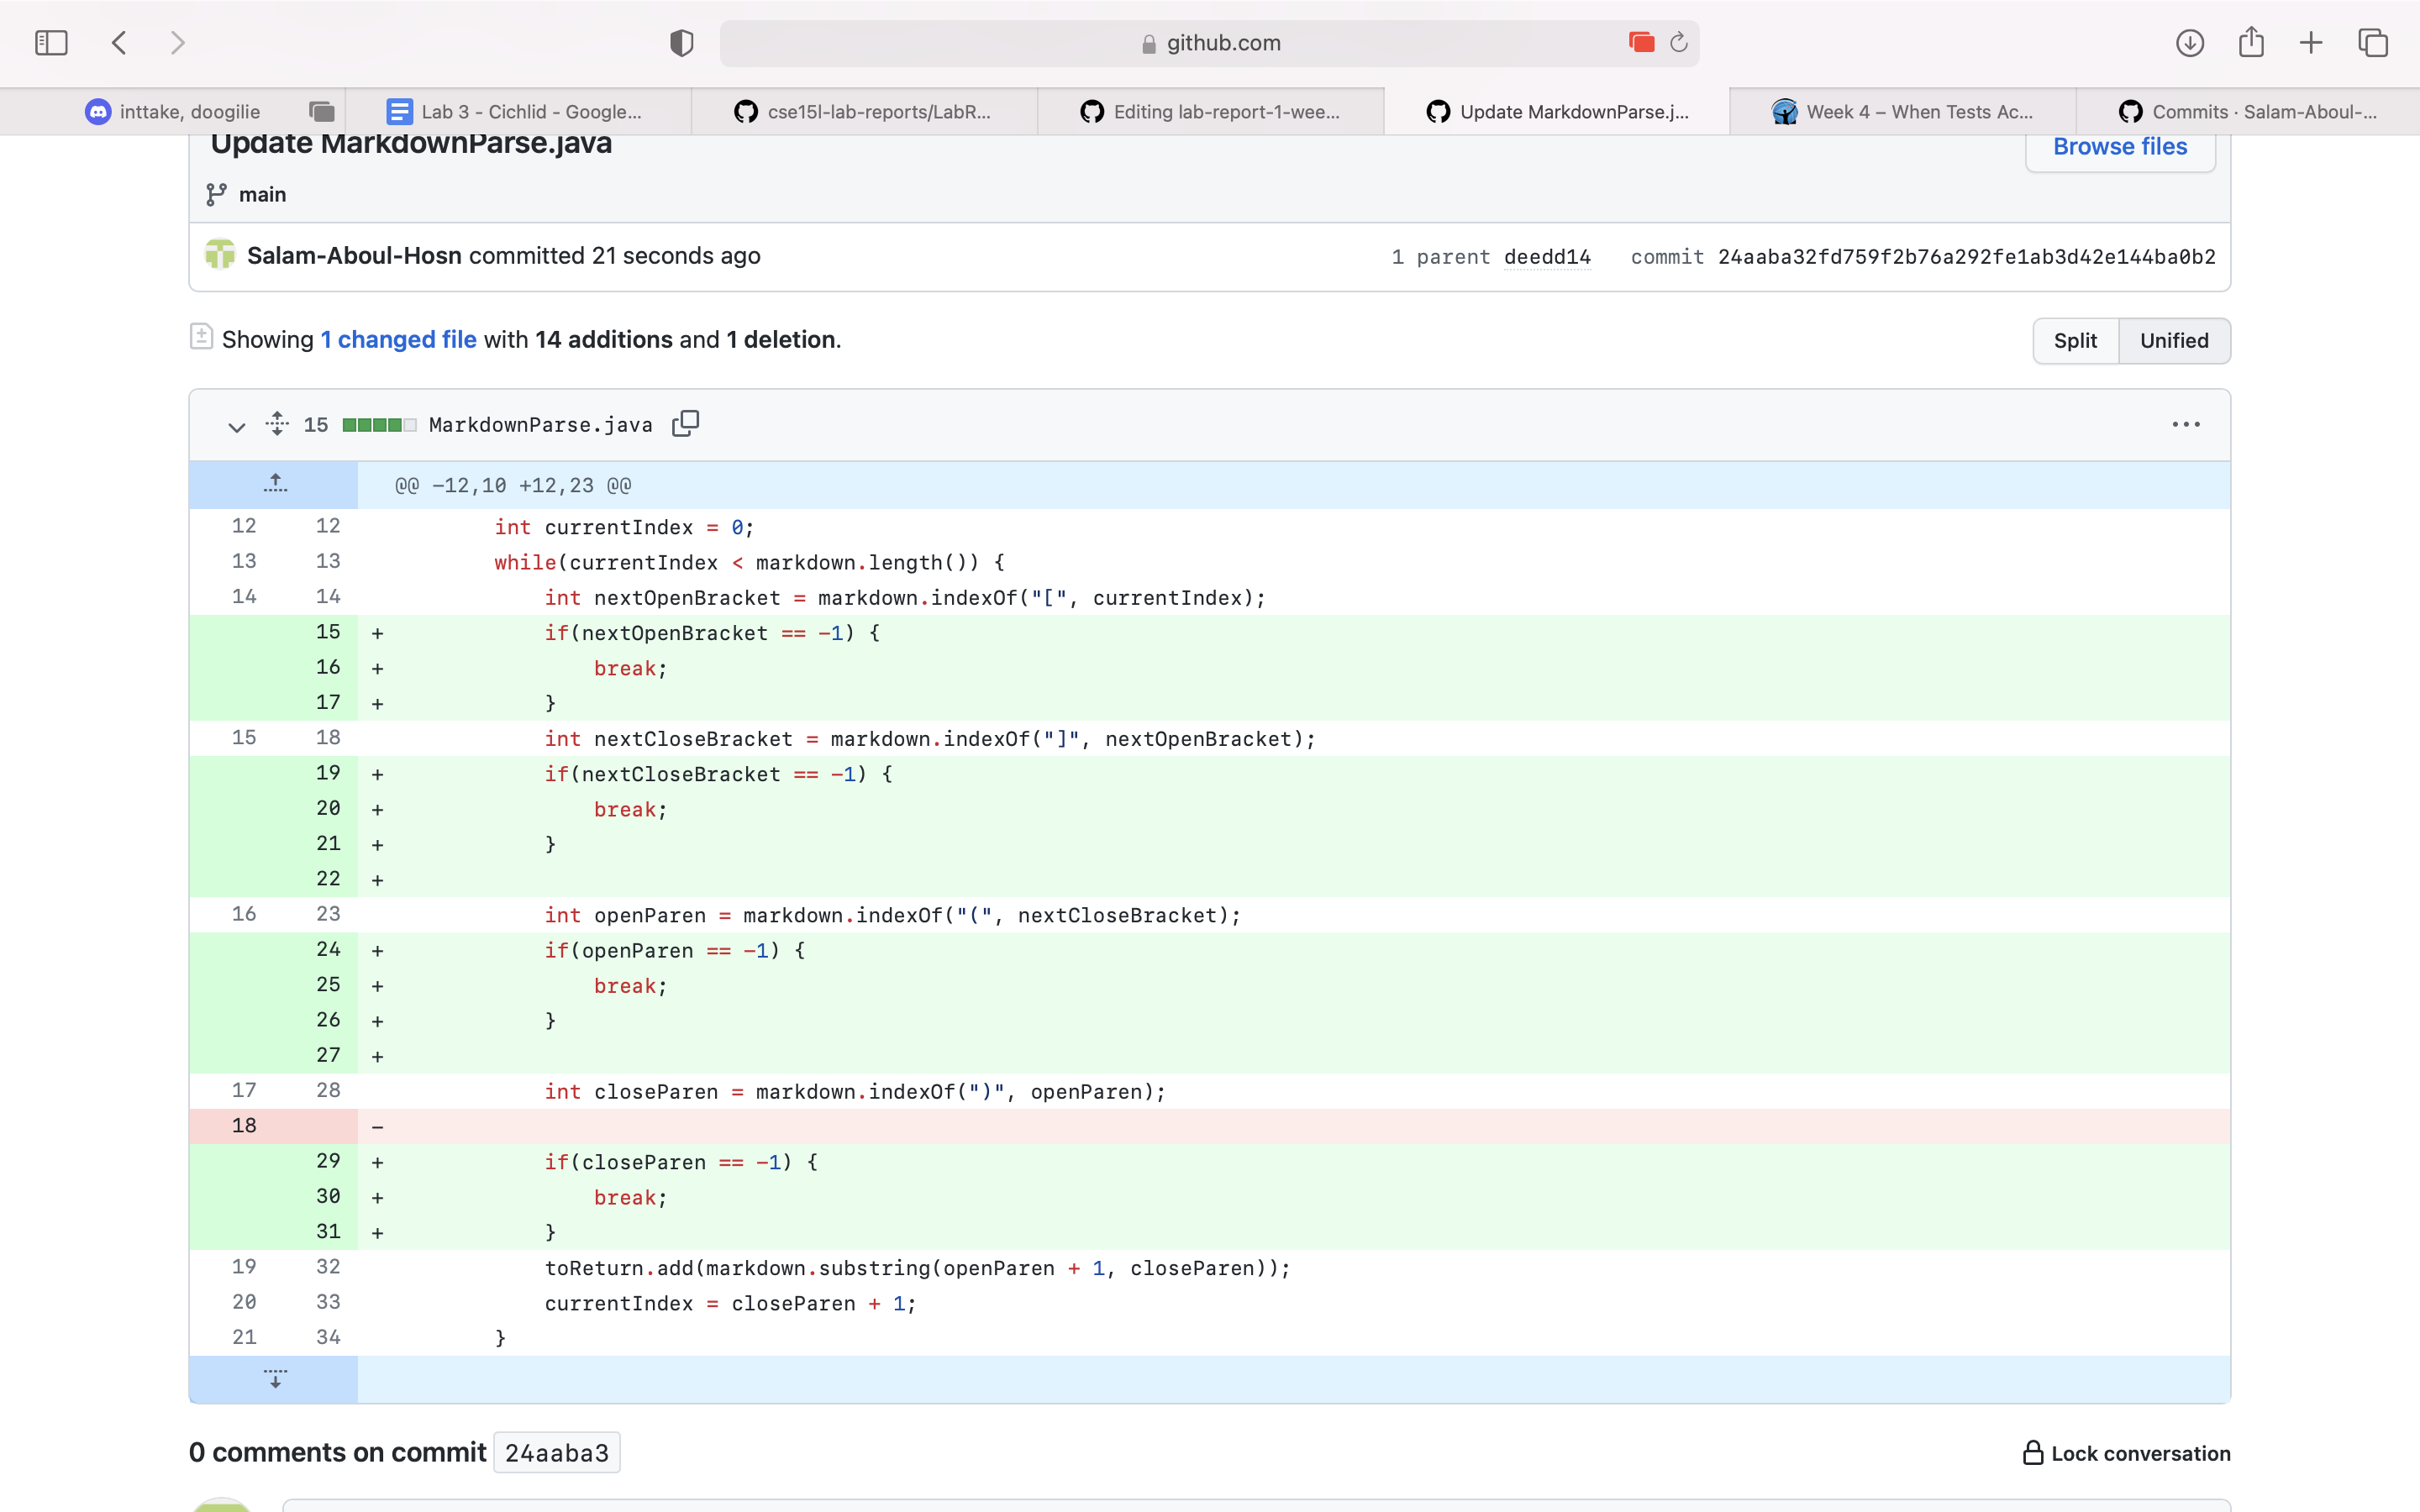 github.com
inttake, doogilie
Lab 3 - Cichlid - Google...
cse15l-lab-reports/LabR...
Editing lab-report-1-wee...
Update MarkdownParse.j...
Week 4 – When Tests Ac...
Commits · Salam-Aboul-...
Update MarkdownParse.java
Browse files
main
Salam-Aboul-Hosn committed 21 seconds ago
1 parent deedd14 commit 24aaba32fd759f2b76a292fe1ab3d42e144ba0b2
Showing 1 changed file with 14 additions and 1 deletion.
Split Unified
15 MarkdownParse.java
@@ -12,10 +12,23 @@
12 12 int currentIndex = 0;
13 13 while(currentIndex < markdown.length()) {
14 14 int nextOpenBracket = markdown.indexOf("[", currentIndex);
15 + if(nextOpenBracket == -1) {
16 + break;
17 + }
15 18 int nextCloseBracket = markdown.indexOf("]", nextOpenBracket);
19 + if(nextCloseBracket == -1) {
20 + break;
21 + }
22 +
16 23 int openParen = markdown.indexOf("(", nextCloseBracket);
24 + if(openParen == -1) {
25 + break;
26 + }
27 +
17 28 int closeParen = markdown.indexOf(")", openParen);
18 -
29 + if(closeParen == -1) {
30 + break;
31 + }
19 32 toReturn.add(markdown.substring(openParen + 1, closeParen));
20 33 currentIndex = closeParen + 1;
21 34 }
0 comments on commit 24aaba3
Lock conversation